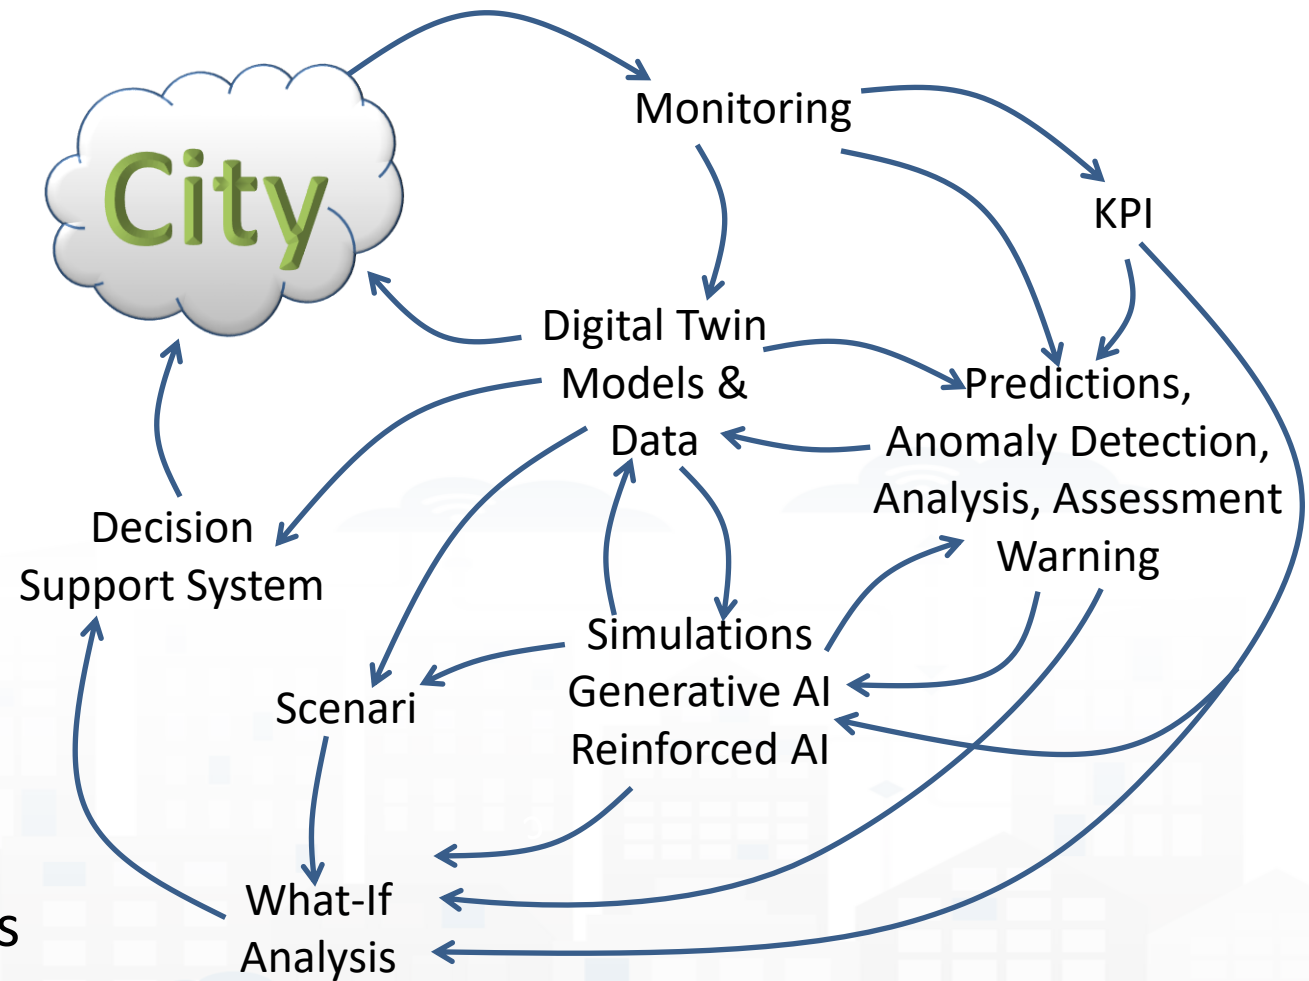 City
Monitoring
KPI
Digital Twin
Models &
Data
Predictions,
Anomaly Detection,
Analysis, Assessment
Warning
Decision
Support System
Simulations
Generative AI
Reinforced AI
Scenari
What-If
Analysis
s